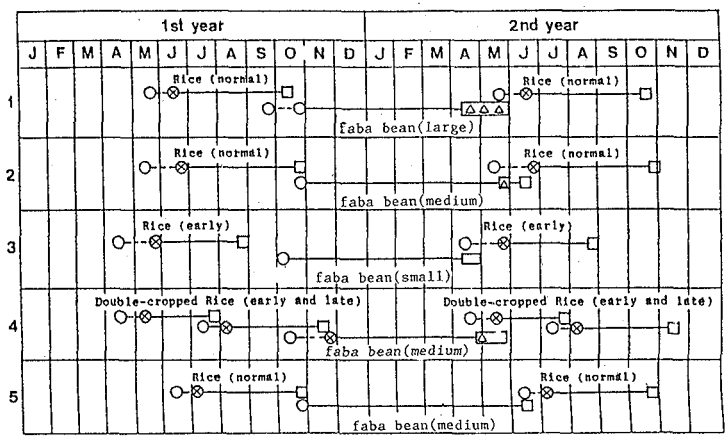 1st year 2nd year
J F M A M J J A S O N D J F M A M J J A S O N D
1 Rice (normal) Rice (normal)
faba bean(large)
2 Rice (normal) Rice (normal)
faba bean(medium)
3 Rice (early) Rice (early)
faba bean(small)
Double-cropped Rice (early and late) Double-cropped Rice (early and late)
4
faba bean(medium)
5 Rice (normal) Rice (normal)
faba bean(medium)